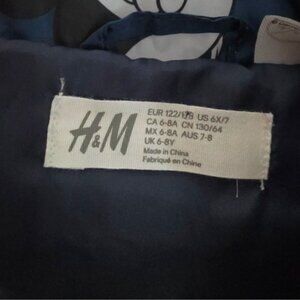 H&M
EUR 122/128 US 6X/7
CA 6-8A CN 130/64
MX 6-8A AUS 7-8
UK 6-8Y
Made in China
Fabriqué en Chine